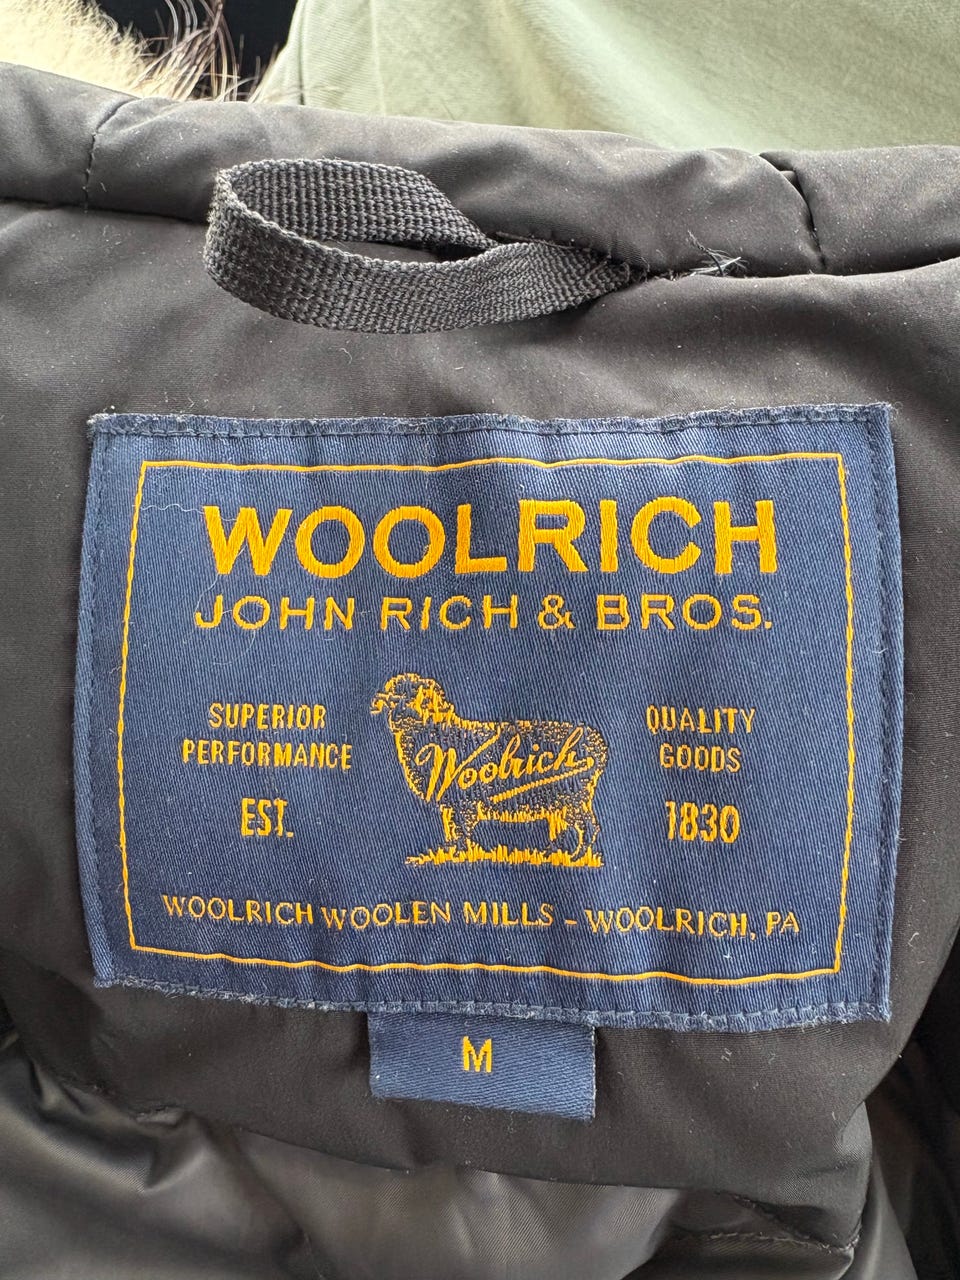 WOOLRICH
JOHN RICH & BROS.
SUPERIOR
PERFORMANCE
EST.
Woolrich
QUALITY
GOODS
1830
WOOLRICH WOOLEN MILLS - WOOLRICH, PA
M